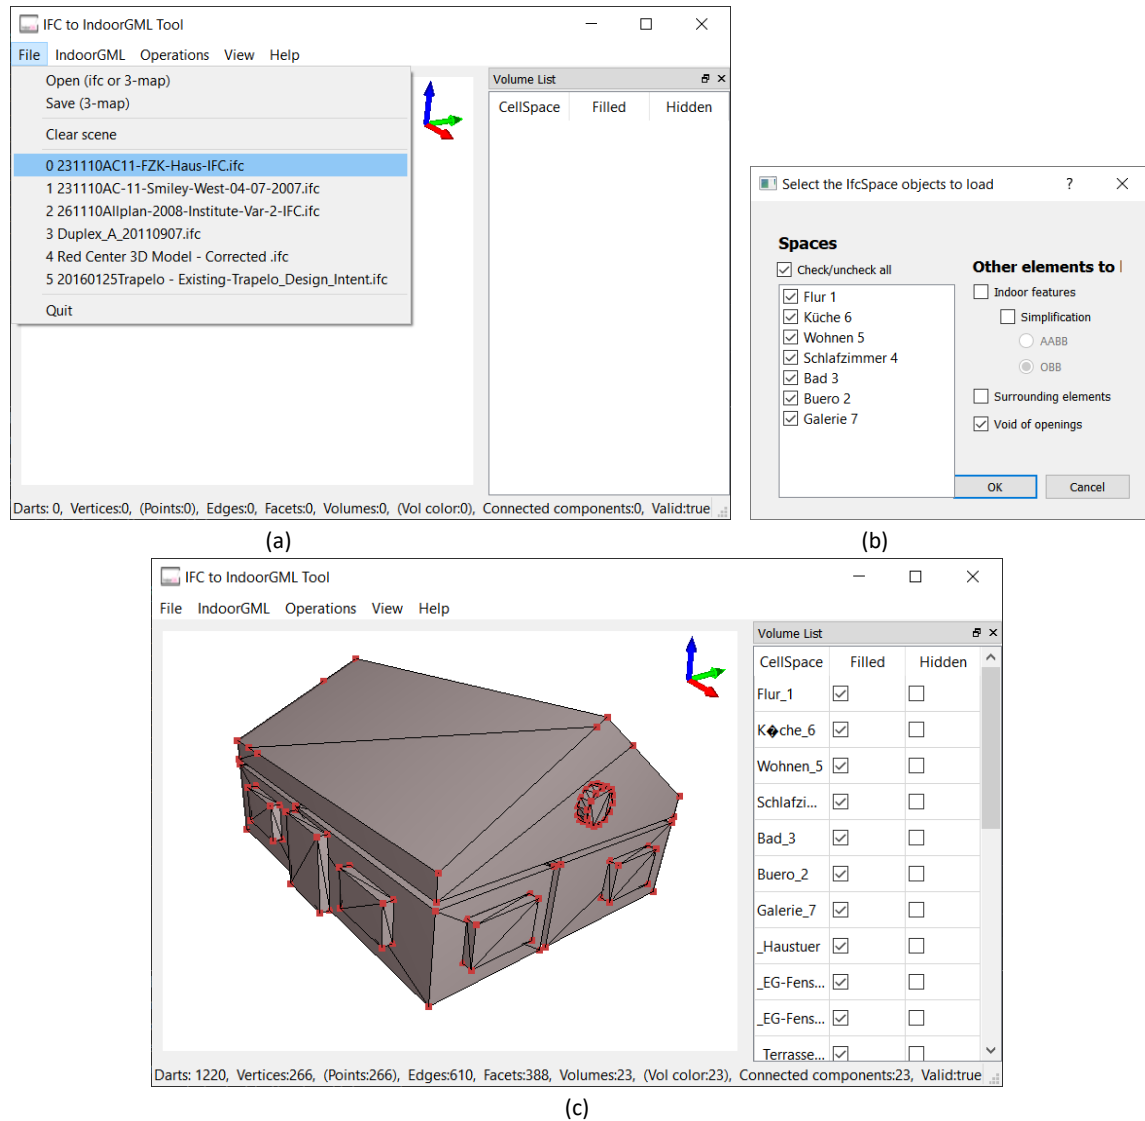 IFC to IndoorGML Tool
File IndoorGML Operations View Help
Open (ifc or 3-map)
Save (3-map)
Clear scene
0 231110AC11-FZK-Haus-IFC.ifc
1 231110AC-11-Smiley-West-04-07-2007.ifc
2 261110Allplan-2008-Institute-Var-2-IFC.ifc
3 Duplex_A_20110907.ifc
4 Red Center 3D Model - Corrected .ifc
5 20160125Trapelo - Existing-Trapelo_Design_Intent.ifc
Quit
Volume List
CellSpace Filled Hidden
Darts: 0, Vertices:0, (Points:0), Edges:0, Facets:0, Volumes:0, (Vol color:0), Connected components:0, Valid:true
(a)
Select the IfcSpace objects to load ?
Spaces
Check/uncheck all
Flur 1
Küche 6
Wohnen 5
Schlafzimmer 4
Bad 3
Buero 2
Galerie 7
Other elements to
Indoor features
Simplification
AABB
OBB
Surrounding elements
Void of openings
OK Cancel
(b)
IFC to IndoorGML Tool
File IndoorGML Operations View Help
Volume List
CellSpace Filled Hidden
Flur_1
K�che_6
Wohnen_5
Schlafzi...
Bad_3
Buero_2
Galerie_7
_Haustuer
_EG-Fens...
_EG-Fens...
_Terrasse...
Darts: 1220, Vertices:266, (Points:266), Edges:610, Facets:388, Volumes:23, (Vol color:23), Connected components:23, Valid:true
(c)